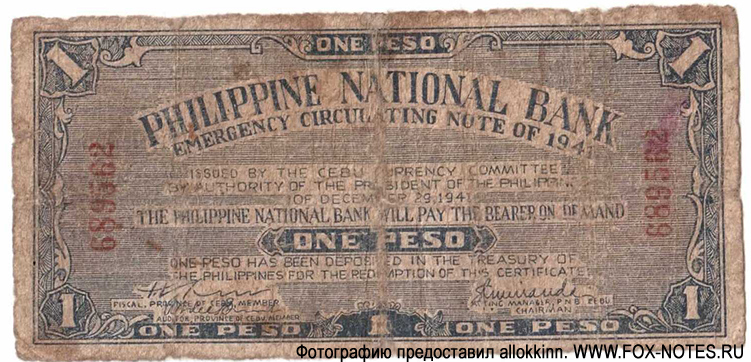 1 ONE PESO 1
PHILIPPINE NATIONAL BANK
EMERGENCY CIRCULATING NOTE OF 1941
689562
689562
ISSUED BY THE CEBU CURRENCY COMMITTEE
BY AUTHORITY OF THE PRESIDENT OF THE PHILIPPIN
OF DECEMBER 29, 1941
THE PHILIPPINE NATIONAL BANK WILL PAY THE BEARER ON DEMAND
ONE PESO
ONE PESO HAS BEEN DEPOSITED IN THE TREASURY OF
THE PHILIPPINES FOR THE REDEMPTION OF THIS CERTIFICATE
FISCAL, PROVINCE OF CEBU, MEMBER
AUDITOR, PROVINCE OF CEBU, MEMBER
ACTING MANAGER, P.N.B. CEBU
CHAIRMAN
1 ONE PESO 1 ONE PESO 1
Фотографию предоставил allokkinn. WWW.FOX-NOTES.RU